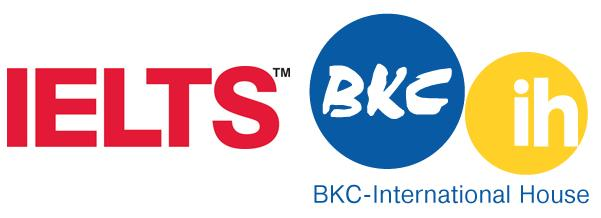 IELTS™
BKC
ih
BKC-International House